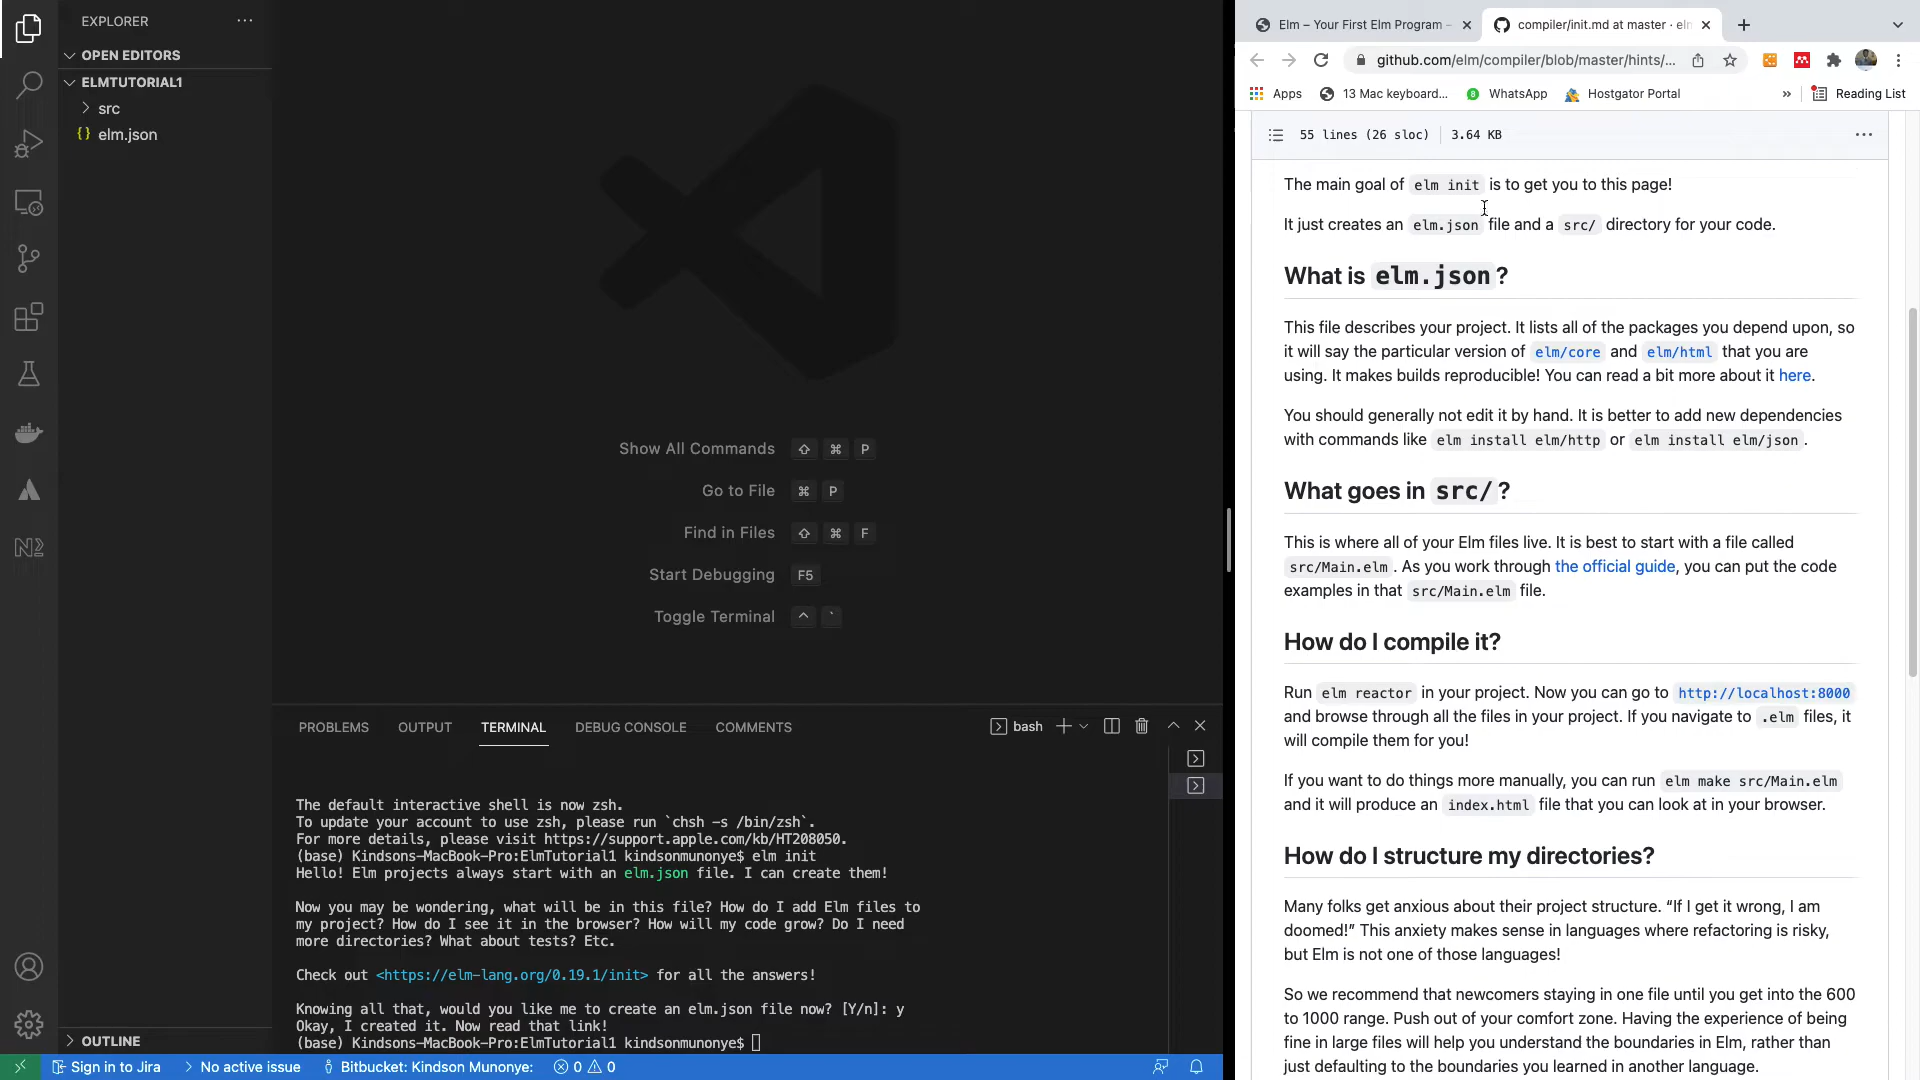 EXPLORER
OPEN EDITORS
ELMTUTORIAL1
src
{} elm.json
OUTLINE
Show All Commands ⇧ ⌘ P
Go to File ⌘ P
Find in Files ⇧ ⌘ F
Start Debugging F5
Toggle Terminal ^ `
PROBLEMS OUTPUT TERMINAL DEBUG CONSOLE COMMENTS
bash
The default interactive shell is now zsh.
To update your account to use zsh, please run `chsh -s /bin/zsh`.
For more details, please visit https://support.apple.com/kb/HT208050.
(base) Kindsons-MacBook-Pro:ElmTutorial1 kindsonmunonye$ elm init
Hello! Elm projects always start with an elm.json file. I can create them!
Now you may be wondering, what will be in this file? How do I add Elm files to
my project? How do I see it in the browser? How will my code grow? Do I need
more directories? What about tests? Etc.
Check out <https://elm-lang.org/0.19.1/init> for all the answers!
Knowing all that, would you like me to create an elm.json file now? [Y/n]: y
Okay, I created it. Now read that link!
(base) Kindsons-MacBook-Pro:ElmTutorial1 kindsonmunonye$
Sign in to Jira No active issue Bitbucket: Kindson Munonye: 0 0
Elm – Your First Elm Program – compiler/init.md at master · elm
github.com/elm/compiler/blob/master/hints/...
Apps 13 Mac keyboard... WhatsApp Hostgator Portal » Reading List
55 lines (26 sloc) 3.64 KB
The main goal of elm init is to get you to this page!
It just creates an elm.json file and a src/ directory for your code.
What is elm.json?
This file describes your project. It lists all of the packages you depend upon, so
it will say the particular version of elm/core and elm/html that you are
using. It makes builds reproducible! You can read a bit more about it here.
You should generally not edit it by hand. It is better to add new dependencies
with commands like elm install elm/http or elm install elm/json.
What goes in src/?
This is where all of your Elm files live. It is best to start with a file called
src/Main.elm. As you work through the official guide, you can put the code
examples in that src/Main.elm file.
How do I compile it?
Run elm reactor in your project. Now you can go to http://localhost:8000
and browse through all the files in your project. If you navigate to .elm files, it
will compile them for you!
If you want to do things more manually, you can run elm make src/Main.elm
and it will produce an index.html file that you can look at in your browser.
How do I structure my directories?
Many folks get anxious about their project structure. “If I get it wrong, I am
doomed!” This anxiety makes sense in languages where refactoring is risky,
but Elm is not one of those languages!
So we recommend that newcomers staying in one file until you get into the 600
to 1000 range. Push out of your comfort zone. Having the experience of being
fine in large files will help you understand the boundaries in Elm, rather than
just defaulting to the boundaries you learned in another language.